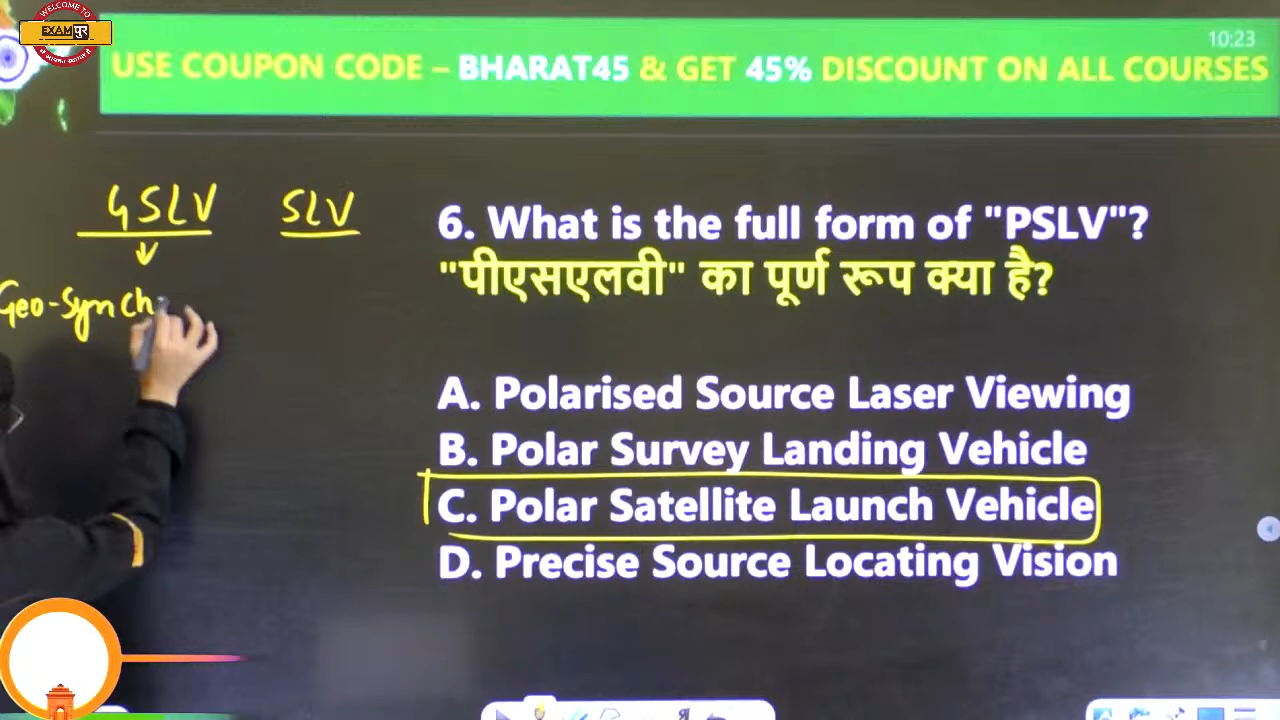 WELCOME TO
EXAMपुर
10:23
USE COUPON CODE – BHARAT45 & GET 45% DISCOUNT ON ALL COURSES
GSLV SLV
Geo-Synch
6. What is the full form of "PSLV"?
"पीएसएलवी" का पूर्ण रूप क्या है?
A. Polarised Source Laser Viewing
B. Polar Survey Landing Vehicle
C. Polar Satellite Launch Vehicle
D. Precise Source Locating Vision